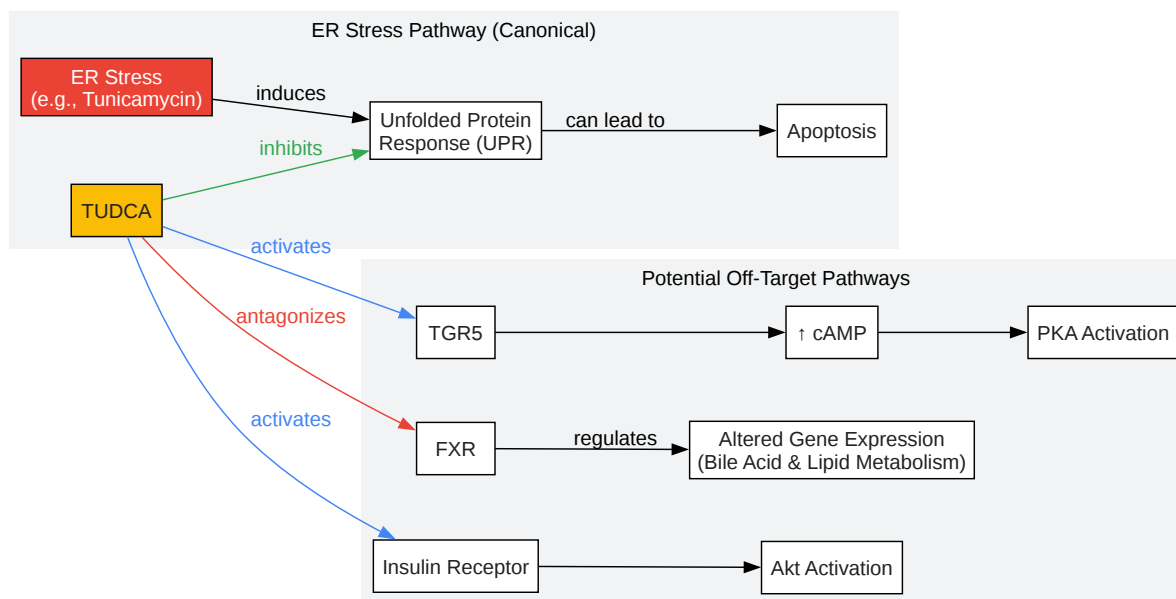 ER Stress Pathway (Canonical)
ER Stress
(e.g., Tunicamycin)
induces
Unfolded Protein
Response (UPR)
can lead to
Apoptosis
inhibits
TUDCA
activates
Potential Off-Target Pathways
antagonizes
TGR5
↑ cAMP
PKA Activation
activates
FXR
regulates
Altered Gene Expression
(Bile Acid & Lipid Metabolism)
Insulin Receptor
Akt Activation